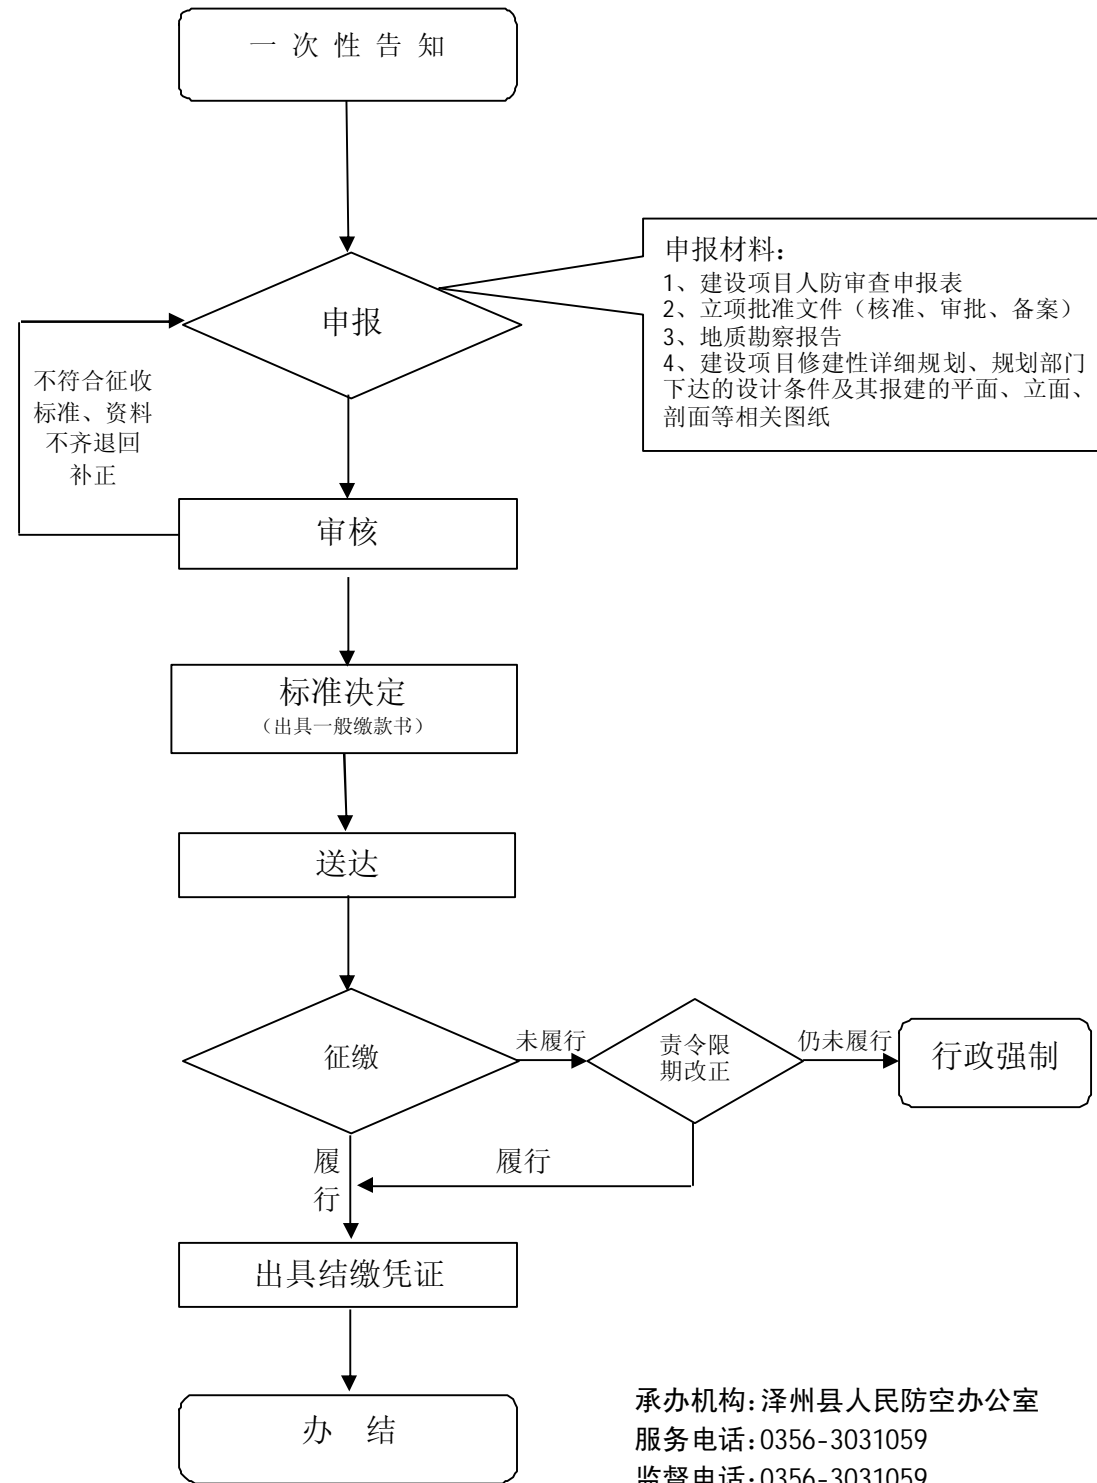 一次性告知
申报
申报材料：
1、建设项目人防审查申报表
2、立项批准文件（核准、审批、备案）
3、地质勘察报告
4、建设项目修建性详细规划、规划部门
下达的设计条件及其报建的平面、立面、
剖面等相关图纸
不符合征收
标准、资料
不齐退回
补正
审核
标准决定
（出具一般缴款书）
送达
征缴
未履行
责令限
期改正
仍未履行
行政强制
履
行
履行
出具结缴凭证
办 结
承办机构：泽州县人民防空办公室
服务电话：0356-3031059
监督电话：0356-3031059